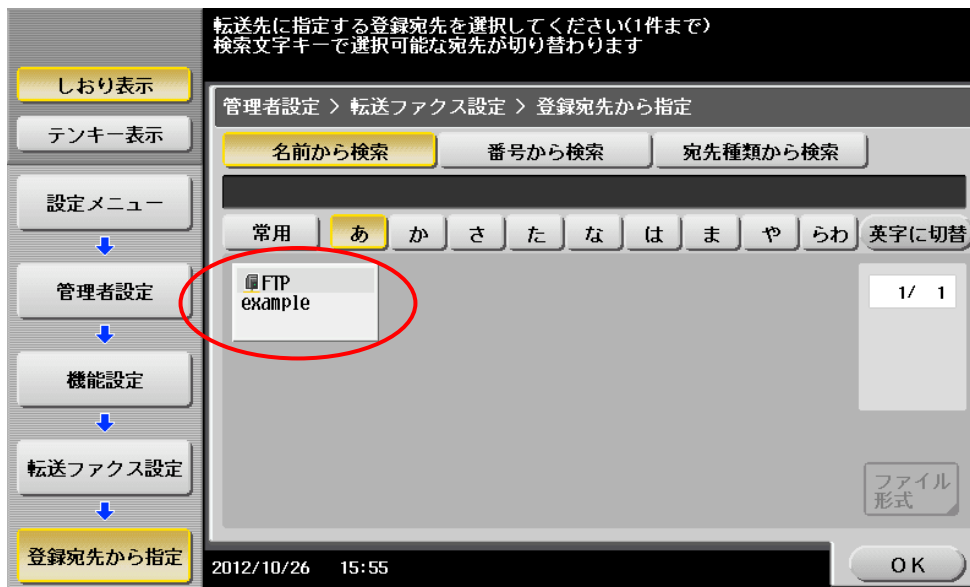 転送先に指定する登録宛先を選択してください(1件まで)
検索文字キーで選択可能な宛先が切り替わります
しおり表示
テンキー表示
設定メニュー
管理者設定
機能設定
転送ファクス設定
登録宛先から指定
管理者設定 > 転送ファクス設定 > 登録宛先から指定
名前から検索 番号から検索 宛先種類から検索
常用 あ か さ た な は ま や らわ 英字に切替
FTP
example
1/ 1
ファイル
形式
2012/10/26 15:55
OK